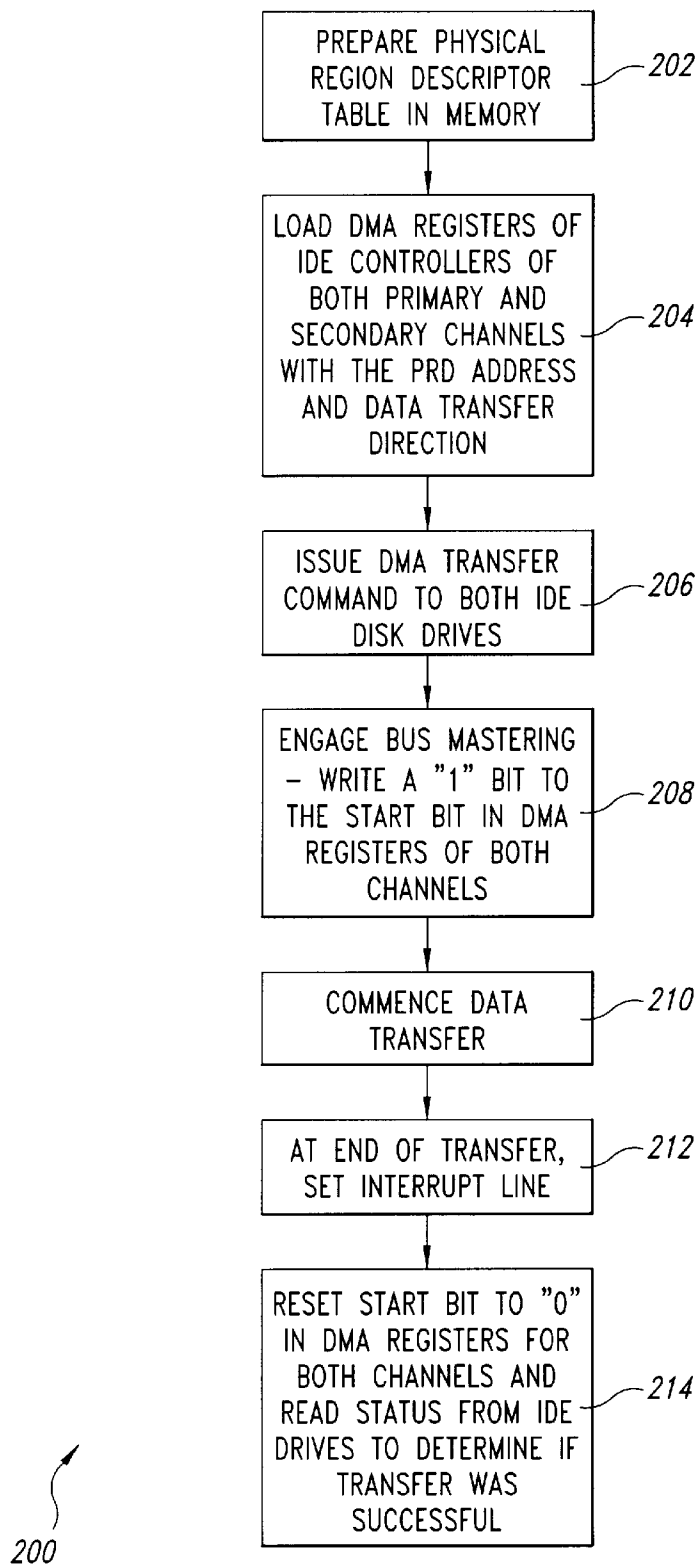 PREPARE PHYSICAL
REGION DESCRIPTOR
TABLE IN MEMORY
202
LOAD DMA REGISTERS OF
IDE CONTROLLERS OF
BOTH PRIMARY AND
SECONDARY CHANNELS
WITH THE PRD ADDRESS
AND DATA TRANSFER
DIRECTION
204
ISSUE DMA TRANSFER
COMMAND TO BOTH IDE
DISK DRIVES
206
ENGAGE BUS MASTERING
– WRITE A "1" BIT TO
THE START BIT IN DMA
REGISTERS OF BOTH
CHANNELS
208
COMMENCE DATA
TRANSFER
210
AT END OF TRANSFER,
SET INTERRUPT LINE
212
RESET START BIT TO "0"
IN DMA REGISTERS FOR
BOTH CHANNELS AND
READ STATUS FROM IDE
DRIVES TO DETERMINE IF
TRANSFER WAS
SUCCESSFUL
214
200